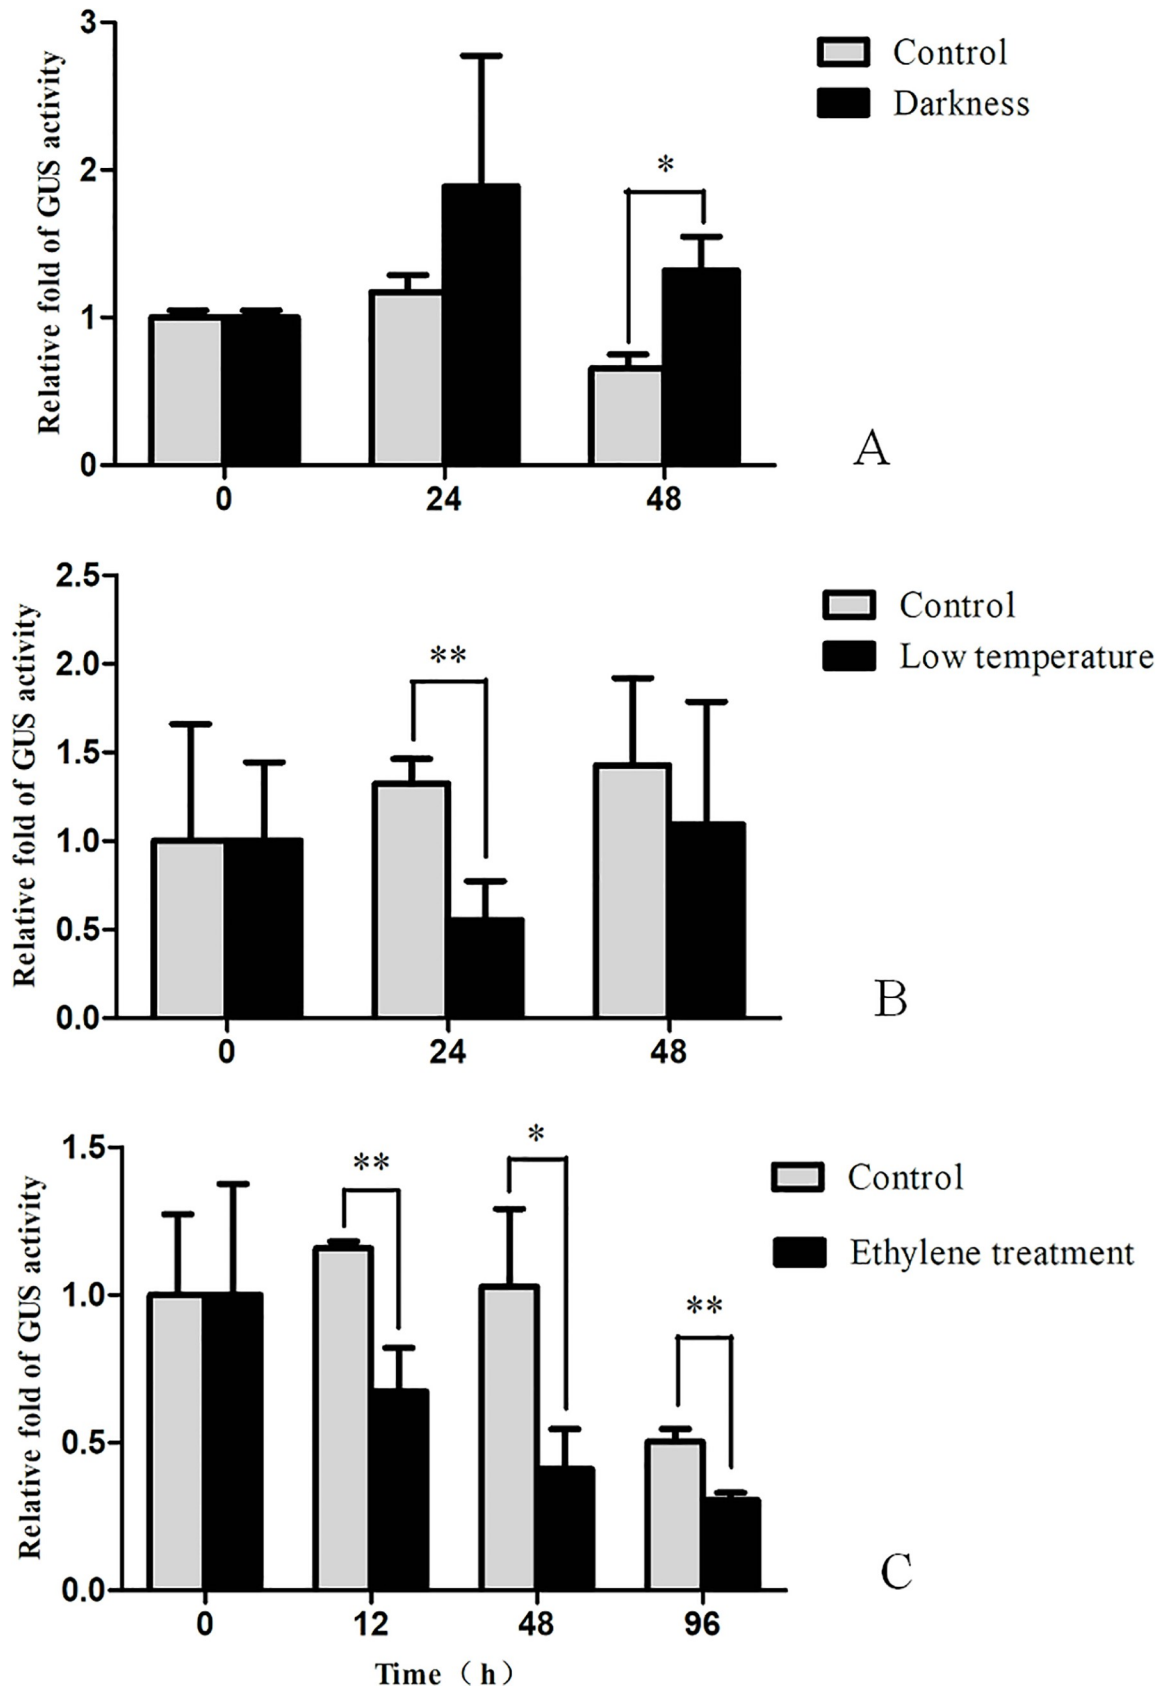 Relative fold of GUS activity
3
2
1
0
*
0
24
48
Control
Darkness
A
Relative fold of GUS activity
2.5
2.0
1.5
1.0
0.5
0.0
**
0
24
48
Control
Low temperature
B
Relative fold of GUS activity
1.5
1.0
0.5
0.0
**
*
**
0
12
48
96
Time （h）
Control
Ethylene treatment
C